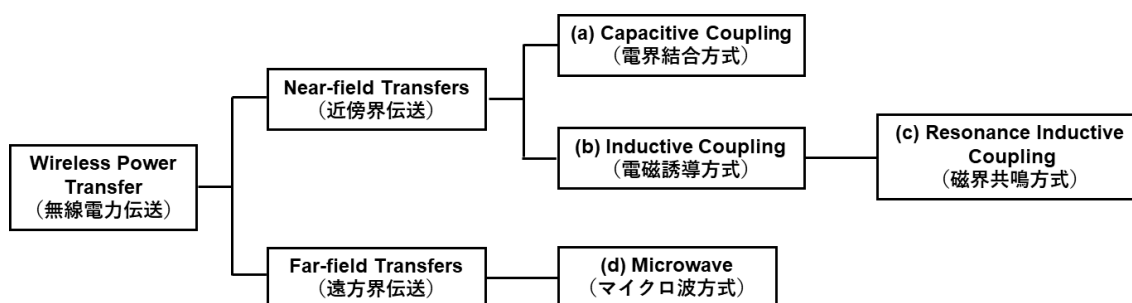 Wireless Power
Transfer
（無線電力伝送）
Near-field Transfers
（近傍界伝送）
(a) Capacitive Coupling
（電界結合方式）
(b) Inductive Coupling
（電磁誘導方式）
(c) Resonance Inductive
Coupling
（磁界共鳴方式）
Far-field Transfers
（遠方界伝送）
(d) Microwave
（マイクロ波方式）